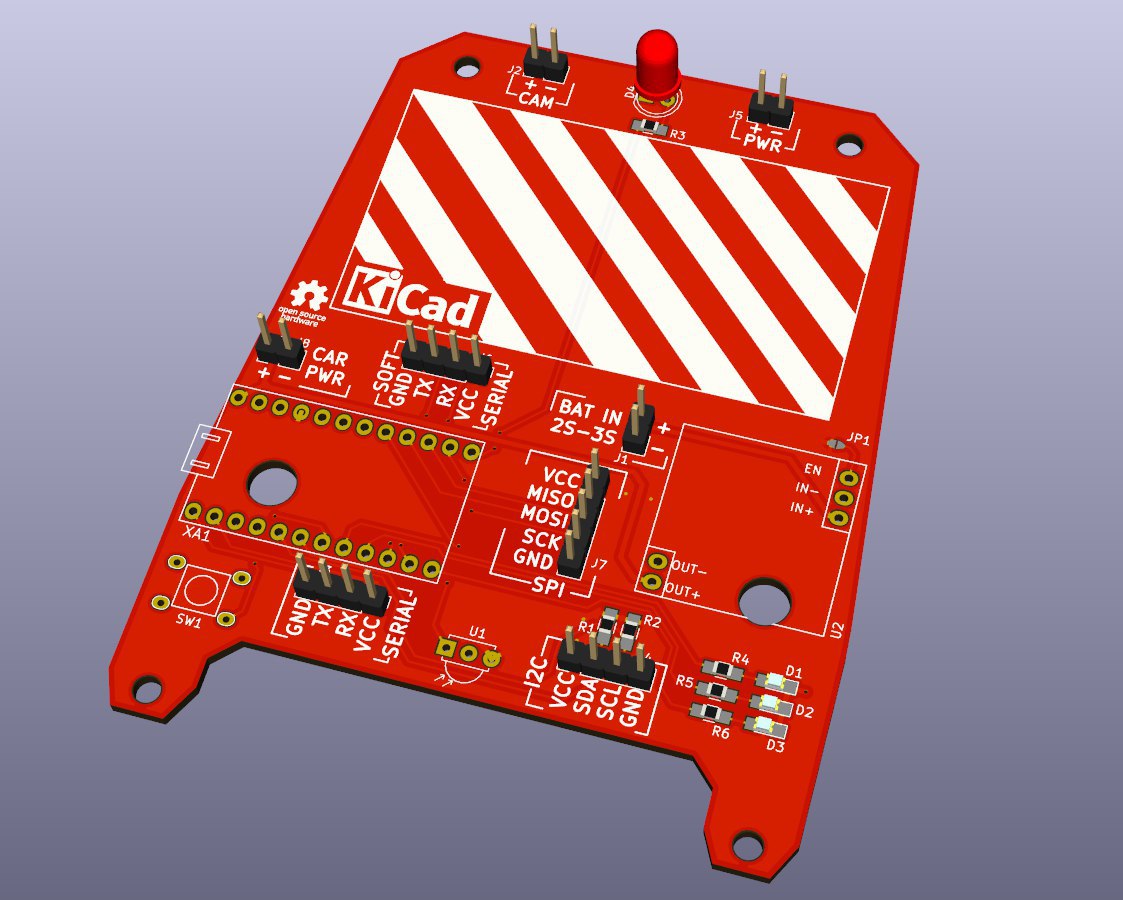 J2
+ −
CAM
R3
J5
+ −
PWR
KiCad
open source
hardware
CAR
PWR
+ −
SOFT
GND
TX
RX
VCC
SERIAL
BAT IN
2S-3S
+
−
J1
JP1
EN
IN−
IN+
OUT−
OUT+
U2
VCC
MISO
MOSI
SCK
GND
SPI
J7
XA1
SW1
GND
TX
RX
VCC
SERIAL
U1
R1
R2
I2C
VCC
SDA
SCL
GND
R4
R5
R6
D1
D2
D3